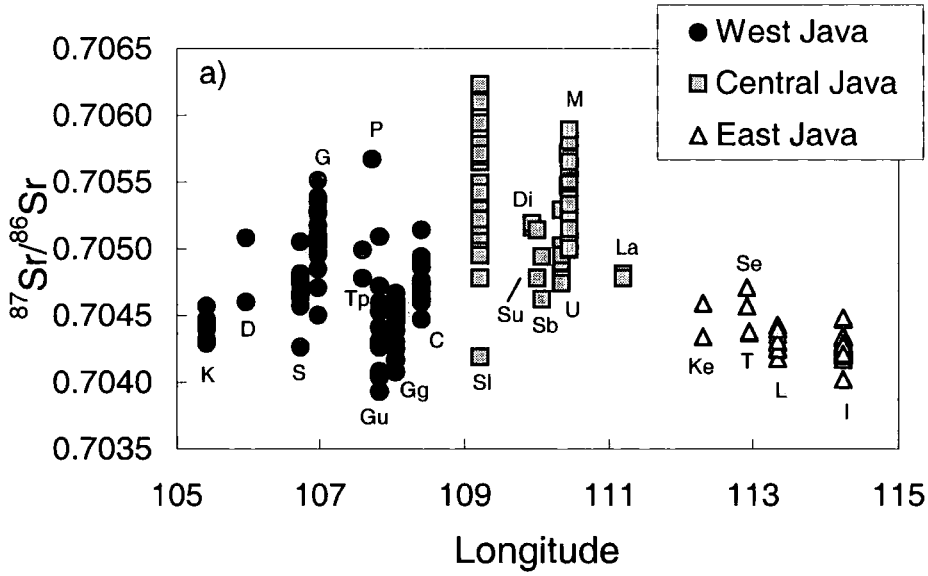 a)
West Java
Central Java
East Java
⁸⁷Sr/⁸⁶Sr
0.7065
0.7060
0.7055
0.7050
0.7045
0.7040
0.7035
P
G
M
Di
La
Se
Tp
D
K
S
C
Gu
Gg
Su
Sb
U
Sl
Ke
T
L
I
105
107
109
111
113
115
Longitude